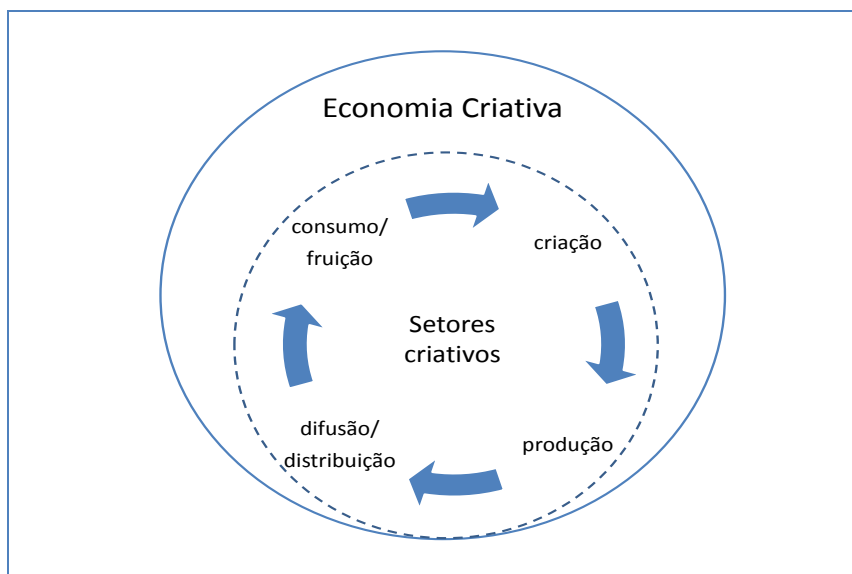 Economia Criativa
consumo/
fruição
criação
Setores
criativos
difusão/
distribuição
produção